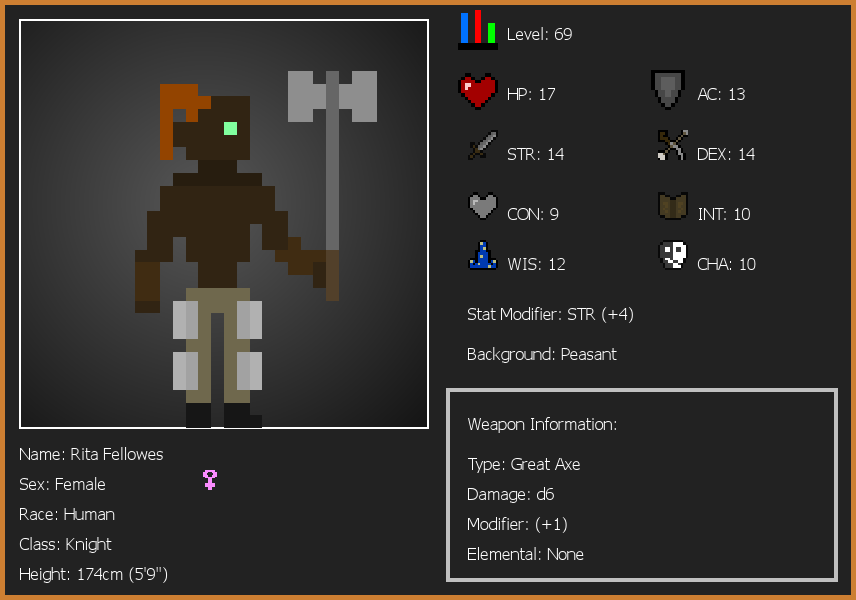 Level: 69
HP: 17
AC: 13
STR: 14
DEX: 14
CON: 9
INT: 10
WIS: 12
CHA: 10
Stat Modifier: STR (+4)
Background: Peasant
Weapon Information:
Type: Great Axe
Damage: d6
Modifier: (+1)
Elemental: None
Name: Rita Fellowes
Sex: Female
Race: Human
Class: Knight
Height: 174cm (5'9")